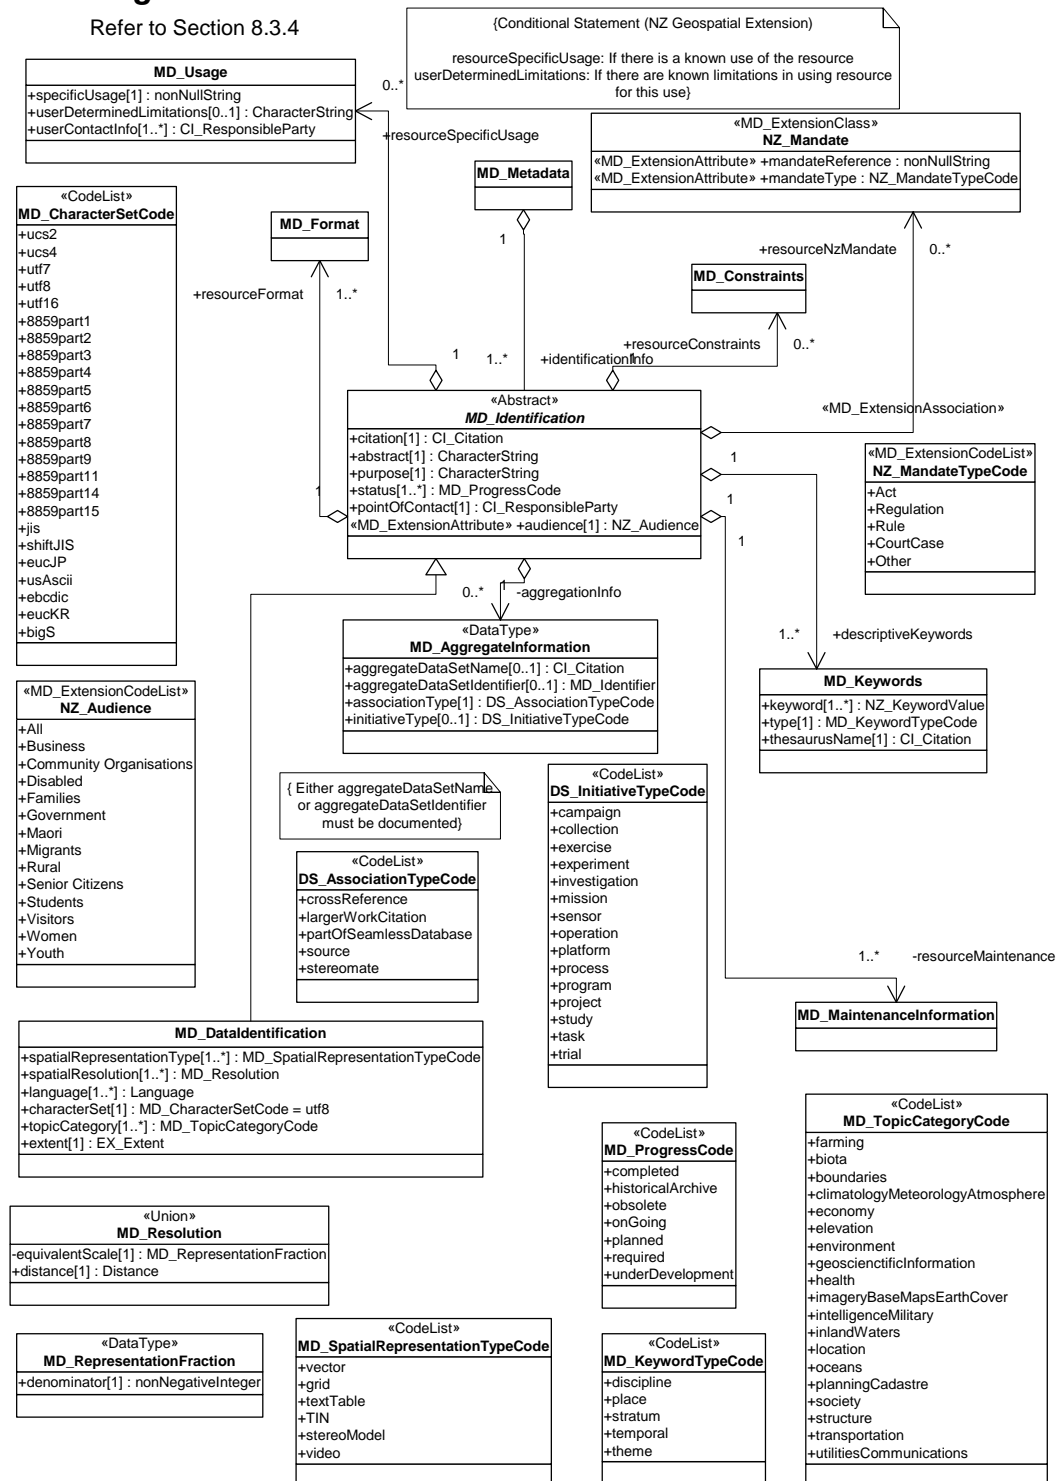 Refer to Section 8.3.4
{Conditional Statement (NZ Geospatial Extension)
resourceSpecificUsage: If there is a known use of the resource
userDeterminedLimitations: If there are known limitations in using resource
for this use}
MD_Usage
+specificUsage[1] : nonNullString
+userDeterminedLimitations[0..1] : CharacterString
+userContactInfo[1..*] : CI_ResponsibleParty
0..*
+resourceSpecificUsage
«MD_ExtensionClass»
NZ_Mandate
«MD_ExtensionAttribute» +mandateReference : nonNullString
«MD_ExtensionAttribute» +mandateType : NZ_MandateTypeCode
MD_Metadata
1
«CodeList»
MD_CharacterSetCode
+ucs2
+ucs4
+utf7
+utf8
+utf16
+8859part1
+8859part2
+8859part3
+8859part4
+8859part5
+8859part6
+8859part7
+8859part8
+8859part9
+8859part11
+8859part14
+8859part15
+jis
+shiftJIS
+eucJP
+usAscii
+ebcdic
+eucKR
+bigS
MD_Format
+resourceFormat
1..*
+resourceNzMandate
0..*
MD_Constraints
+resourceConstraints
0..*
1
1..*
+identificationInfo
1
«MD_ExtensionAssociation»
«Abstract»
MD_Identification
+citation[1] : CI_Citation
+abstract[1] : CharacterString
+purpose[1] : CharacterString
+status[1..*] : MD_ProgressCode
+pointOfContact[1] : CI_ResponsibleParty
«MD_ExtensionAttribute» +audience[1] : NZ_Audience
1
1
1
1
«MD_ExtensionCodeList»
NZ_MandateTypeCode
+Act
+Regulation
+Rule
+CourtCase
+Other
0..*
1
-aggregationInfo
«DataType»
MD_AggregateInformation
+aggregateDataSetName[0..1] : CI_Citation
+aggregateDataSetIdentifier[0..1] : MD_Identifier
+associationType[1] : DS_AssociationTypeCode
+initiativeType[0..1] : DS_InitiativeTypeCode
1..*
+descriptiveKeywords
MD_Keywords
+keyword[1..*] : NZ_KeywordValue
+type[1] : MD_KeywordTypeCode
+thesaurusName[1] : CI_Citation
«MD_ExtensionCodeList»
NZ_Audience
+All
+Business
+Community Organisations
+Disabled
+Families
+Government
+Maori
+Migrants
+Rural
+Senior Citizens
+Students
+Visitors
+Women
+Youth
{ Either aggregateDataSetName
or aggregateDataSetIdentifier
must be documented}
«CodeList»
DS_AssociationTypeCode
+crossReference
+largerWorkCitation
+partOfSeamlessDatabase
+source
+stereomate
«CodeList»
DS_InitiativeTypeCode
+campaign
+collection
+exercise
+experiment
+investigation
+mission
+sensor
+operation
+platform
+process
+program
+project
+study
+task
+trial
1..*
-resourceMaintenance
MD_MaintenanceInformation
MD_DataIdentification
+spatialRepresentationType[1..*] : MD_SpatialRepresentationTypeCode
+spatialResolution[1..*] : MD_Resolution
+language[1..*] : Language
+characterSet[1] : MD_CharacterSetCode = utf8
+topicCategory[1..*] : MD_TopicCategoryCode
+extent[1] : EX_Extent
«CodeList»
MD_ProgressCode
+completed
+historicalArchive
+obsolete
+onGoing
+planned
+required
+underDevelopment
«CodeList»
MD_TopicCategoryCode
+farming
+biota
+boundaries
+climatologyMeteorologyAtmosphere
+economy
+elevation
+environment
+geoscienctificInformation
+health
+imageryBaseMapsEarthCover
+intelligenceMilitary
+inlandWaters
+location
+oceans
+planningCadastre
+society
+structure
+transportation
+utilitiesCommunications
«Union»
MD_Resolution
-equivalentScale[1] : MD_RepresentationFraction
+distance[1] : Distance
«DataType»
MD_RepresentationFraction
+denominator[1] : nonNegativeInteger
«CodeList»
MD_SpatialRepresentationTypeCode
+vector
+grid
+textTable
+TIN
+stereoModel
+video
«CodeList»
MD_KeywordTypeCode
+discipline
+place
+stratum
+temporal
+theme